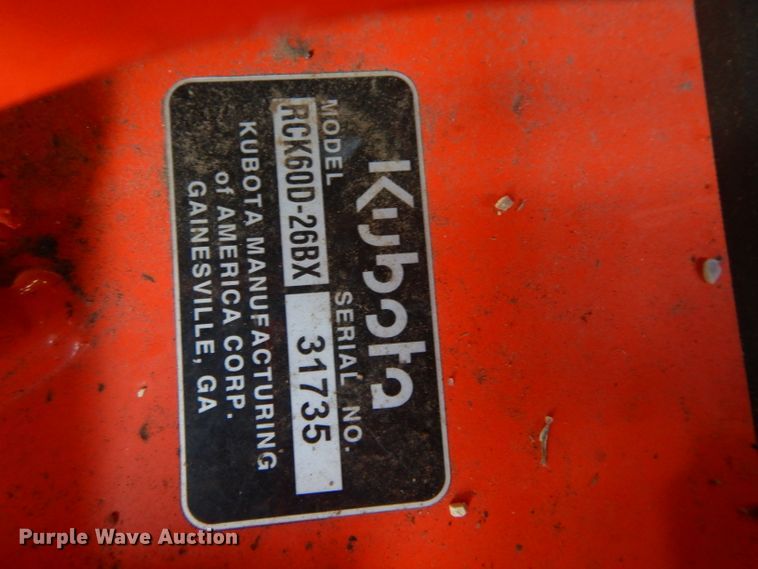 Kubota
MODEL SERIAL NO.
RCK60D-26BX 31735
KUBOTA MANUFACTURING
of AMERICA CORP.
GAINESVILLE, GA
Purple Wave Auction®